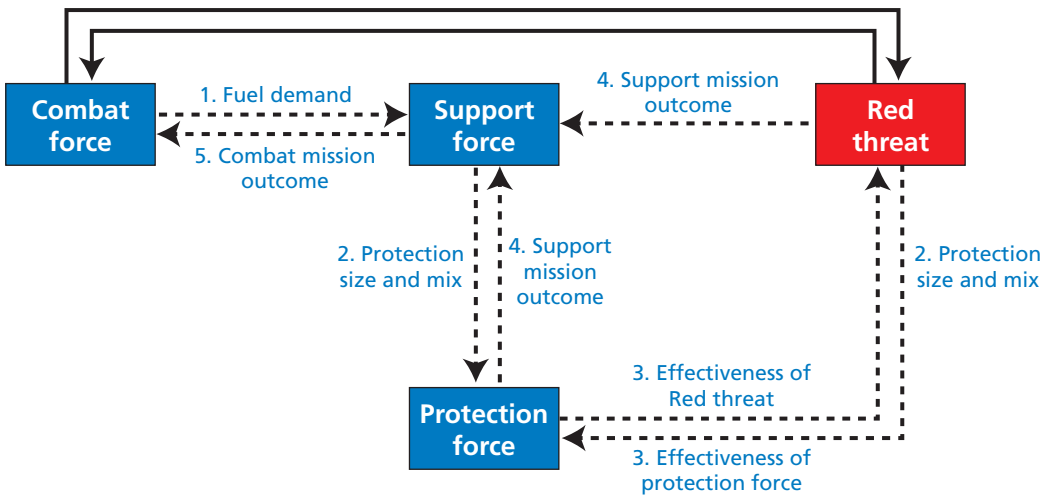 Combat
force
1. Fuel demand
5. Combat mission
outcome
Support
force
4. Support mission
outcome
Red
threat
2. Protection
size and mix
4. Support
mission
outcome
2. Protection
size and mix
3. Effectiveness of
Red threat
Protection
force
3. Effectiveness of
protection force